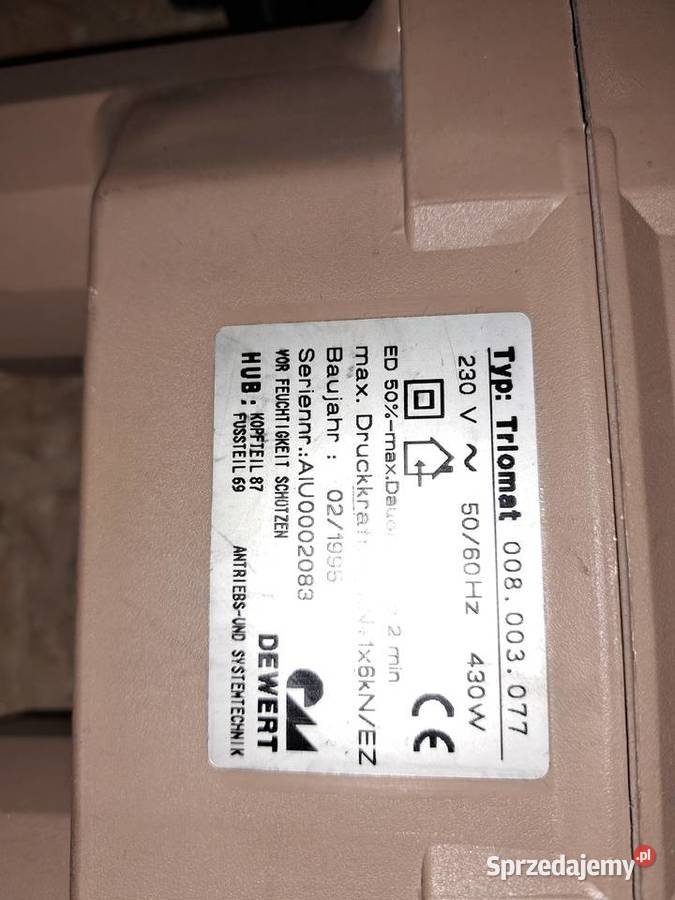 Typ: Triomat 008.003.077
230 V ~ 50/60Hz 430W
CE
ED 50%-max.Dauer 2 min
max. Druckkraft 1x6kN/EZ
Baujahr : 02/1995
Seriennr.:AIU0002083
VOR FEUCHTIGKEIT SCHÜTZEN
HUB: KOPFTEIL 87
FUSSTEIL 69
DEWERT
ANTRIEBS-UND SYSTEMTECHNIK
Sprzedajemy.pl